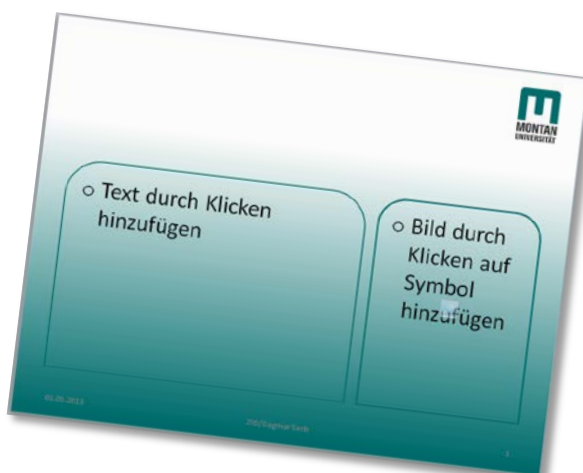 MONTAN
UNIVERSITÄT
○ Text durch Klicken
hinzufügen
○ Bild durch
Klicken auf
Symbol
hinzufügen